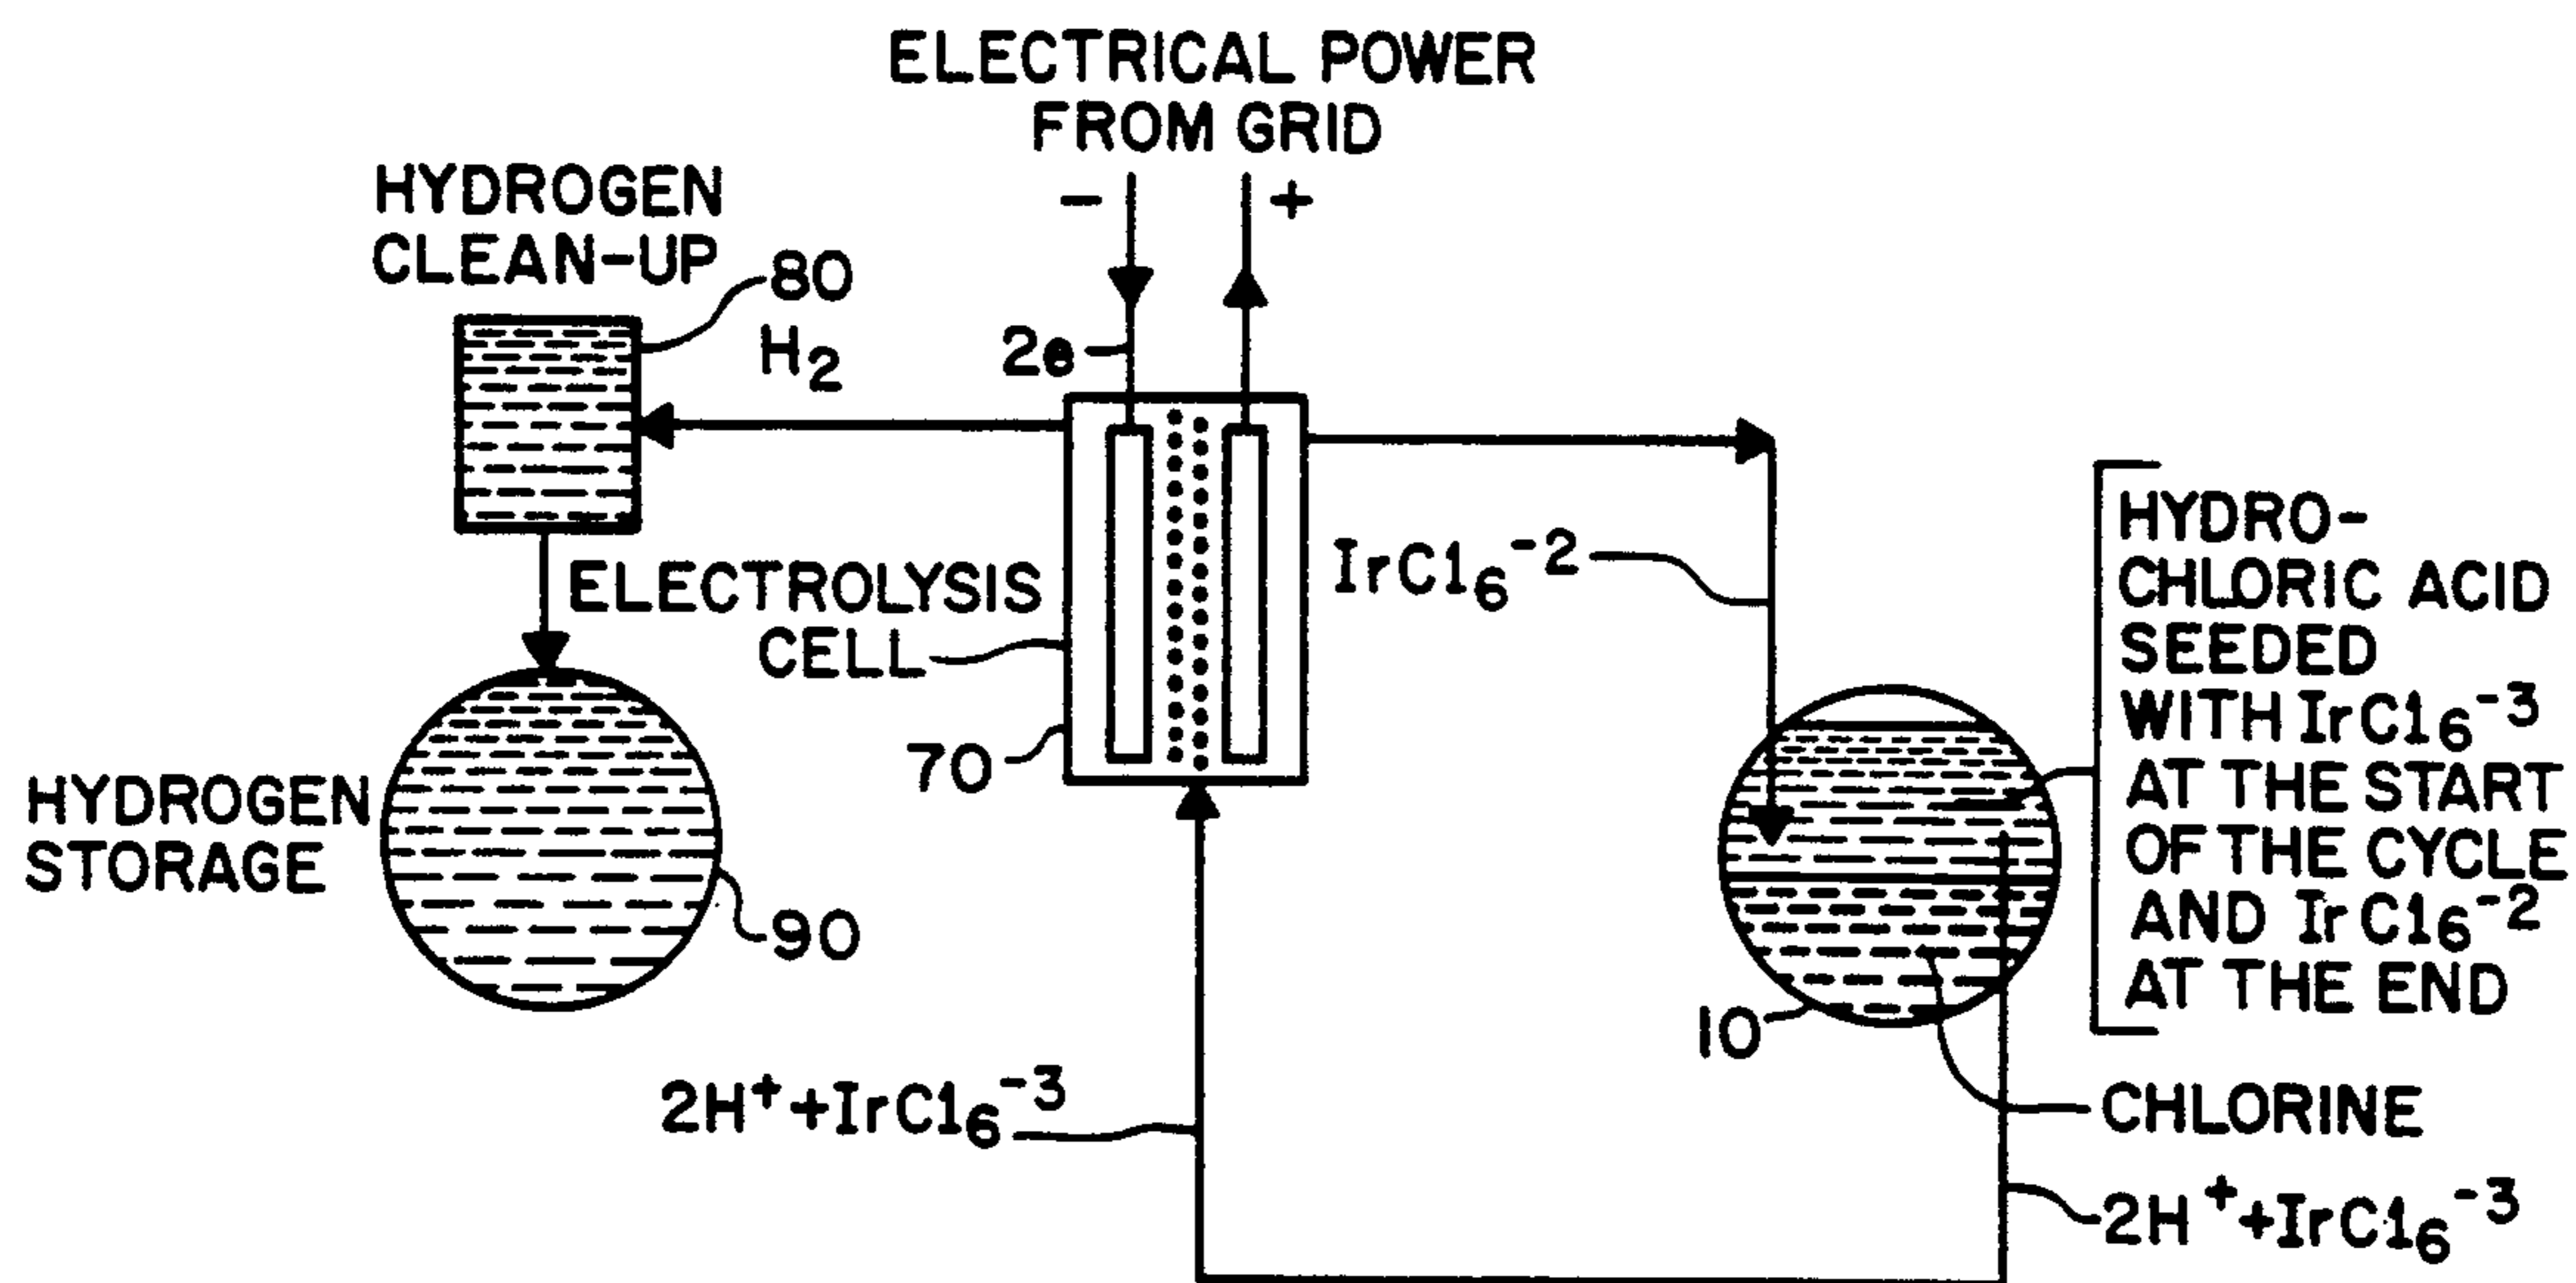 ELECTRICAL POWER
FROM GRID
- +
HYDROGEN
CLEAN-UP
80
H₂
2e
ELECTROLYSIS
CELL
70
IrCl₆⁻²
HYDROGEN
STORAGE
90
HYDRO-
CHLORIC ACID
SEEDED
WITH IrCl₆⁻³
AT THE START
OF THE CYCLE
AND IrCl₆⁻²
AT THE END
10
CHLORINE
2H⁺+IrCl₆⁻³
2H⁺+IrCl₆⁻³